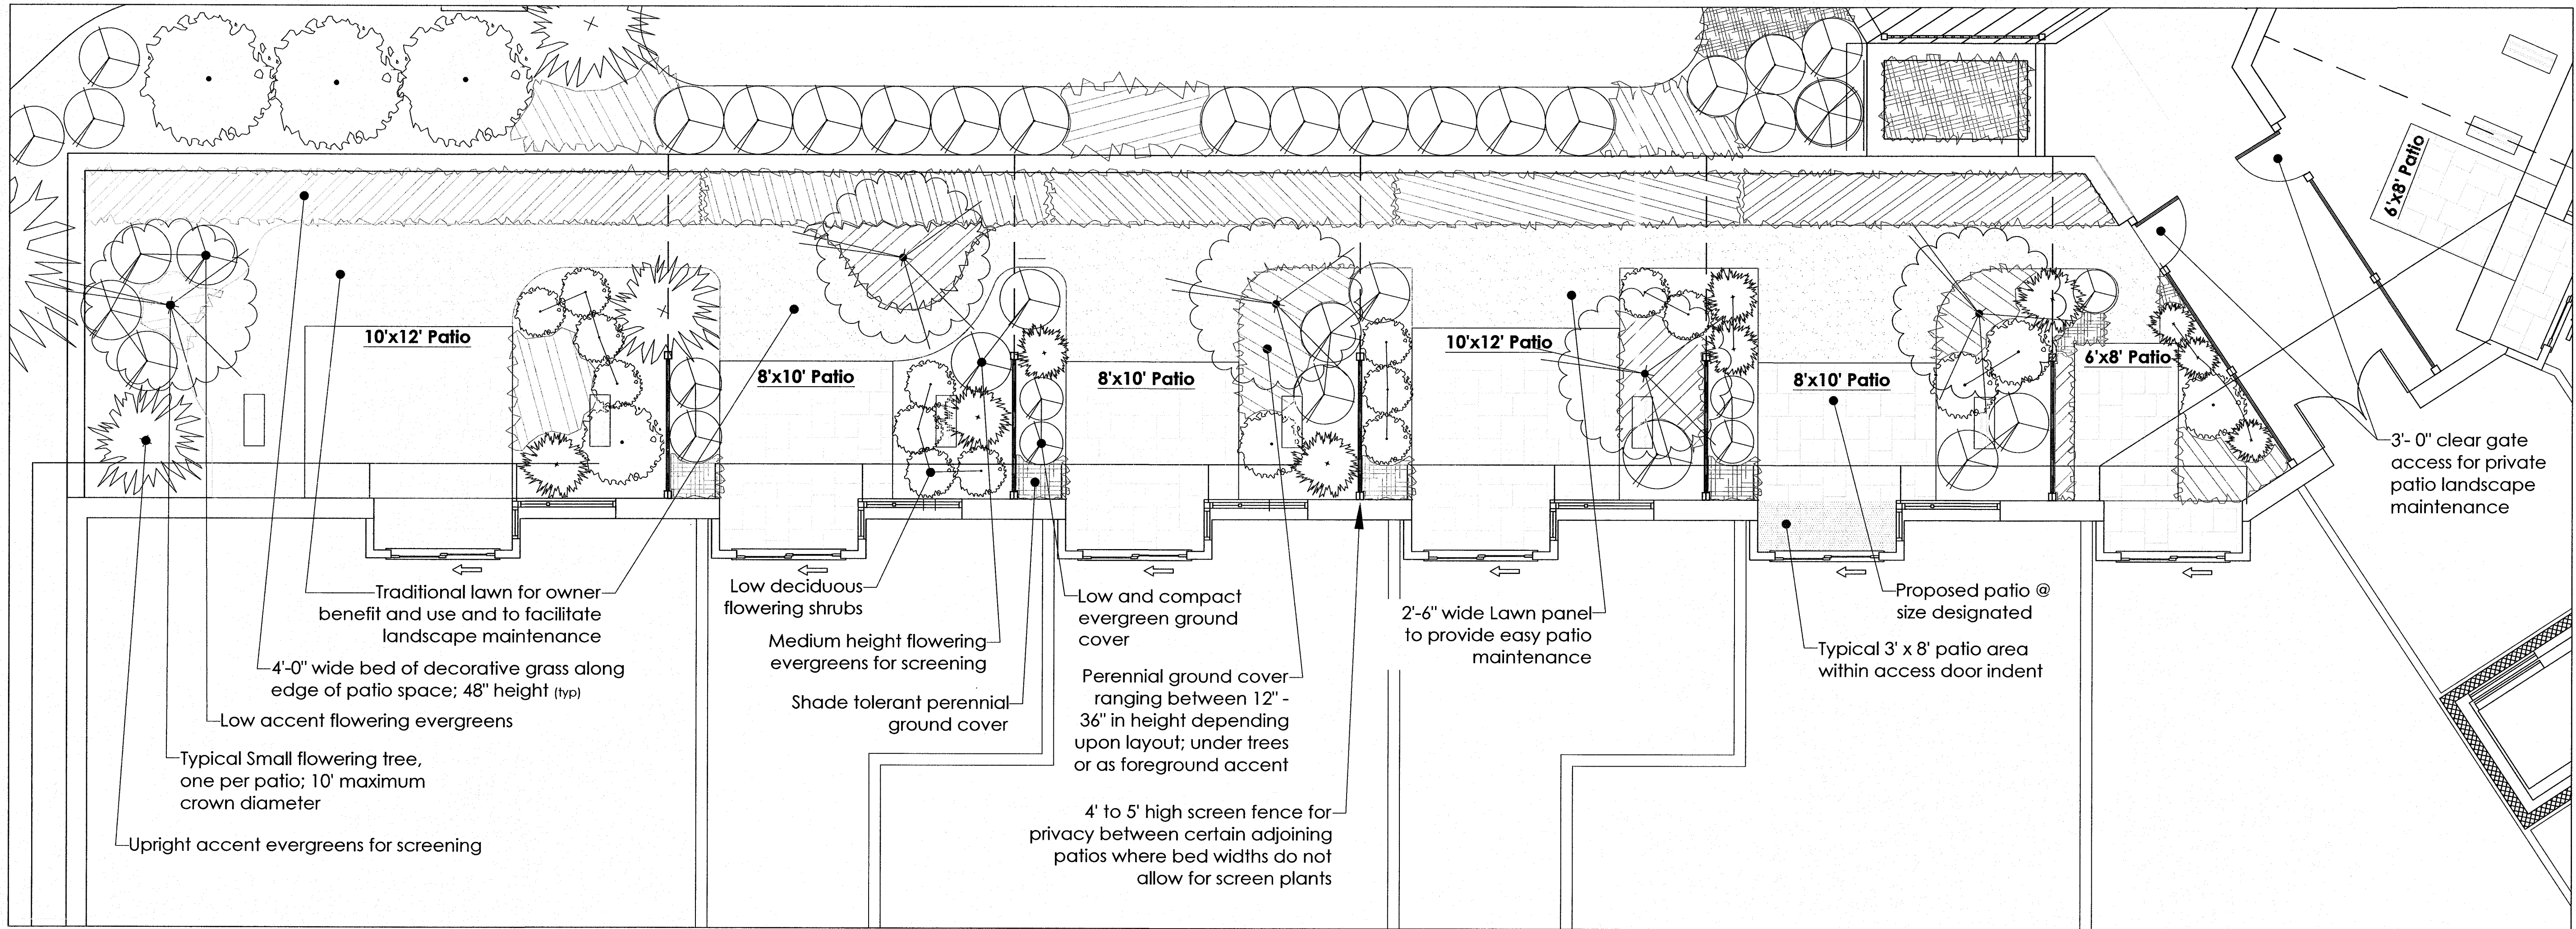 6'x8' Patio
10'x12' Patio
8'x10' Patio
8'x10' Patio
10'x12' Patio
8'x10' Patio
6'x8' Patio
3'- 0" clear gate
access for private
patio landscape
maintenance
Traditional lawn for owner
benefit and use and to facilitate
landscape maintenance
4'-0" wide bed of decorative grass along
edge of patio space; 48" height (typ)
Low accent flowering evergreens
Typical Small flowering tree,
one per patio; 10' maximum
crown diameter
Upright accent evergreens for screening
Low deciduous
flowering shrubs
Medium height flowering
evergreens for screening
Shade tolerant perennial
ground cover
Low and compact
evergreen ground
cover
Perennial ground cover
ranging between 12" -
36" in height depending
upon layout; under trees
or as foreground accent
4' to 5' high screen fence for
privacy between certain adjoining
patios where bed widths do not
allow for screen plants
2'-6" wide Lawn panel
to provide easy patio
maintenance
Proposed patio @
size designated
Typical 3' x 8' patio area
within access door indent